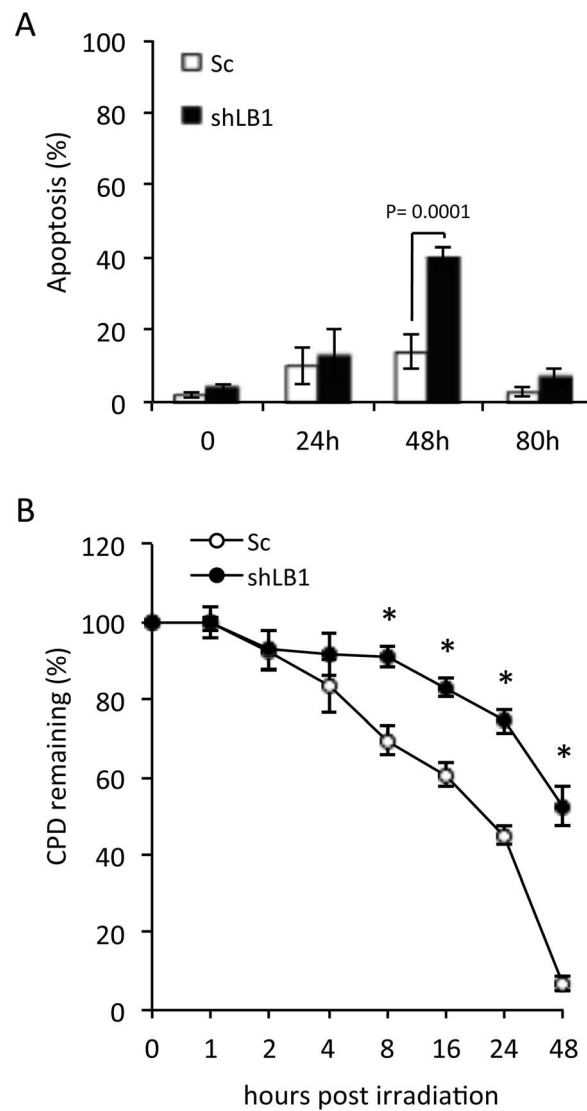 A
100
80
60
40
20
0
Apoptosis (%)
Sc
shLB1
P= 0.0001
0 24h 48h 80h
B
120
100
80
60
40
20
0
CPD remaining (%)
Sc
shLB1
* * * *
0 1 2 4 8 16 24 48
hours post irradiation